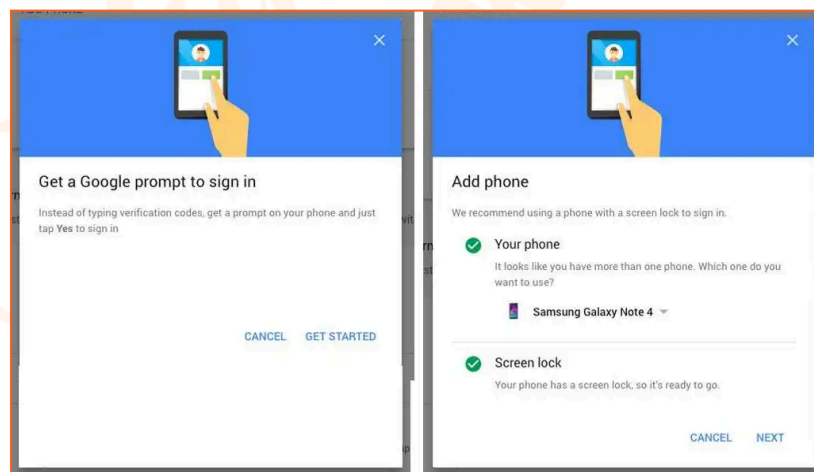 Get a Google prompt to sign in
Instead of typing verification codes, get a prompt on your phone and just
tap Yes to sign in
CANCEL GET STARTED
Add phone
We recommend using a phone with a screen lock to sign in.
Your phone
It looks like you have more than one phone. Which one do you
want to use?
Samsung Galaxy Note 4
Screen lock
Your phone has a screen lock, so it's ready to go.
CANCEL NEXT